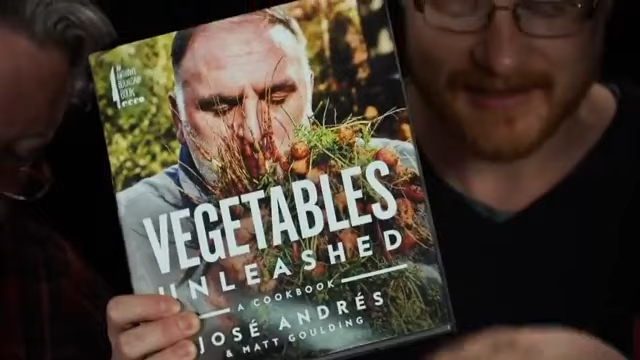 VEGETABLES
UNLEASHED
A COOKBOOK
JOSÉ ANDRÉS
& MATT GOULDING